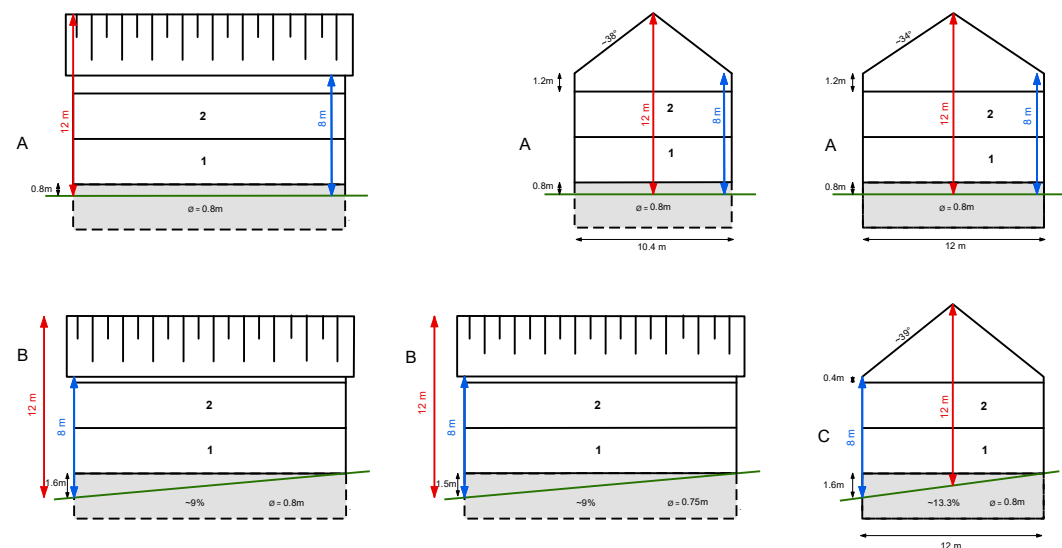 A
12 m
2
1
8 m
0.8m
ø = 0.8m
~38°
1.2m
2
12 m
8 m
A
1
0.8m
ø = 0.8m
10.4 m
~34°
1.2m
2
12 m
8 m
A
1
0.8m
ø = 0.8m
12 m
B
12 m
8 m
2
1
1.6m
~9%
ø = 0.8m
B
12 m
8 m
2
1
1.5m
~9%
ø = 0.75m
~39°
0.4m
12 m
2
C
8 m
1
1.6m
~13.3%
ø = 0.8m
12 m